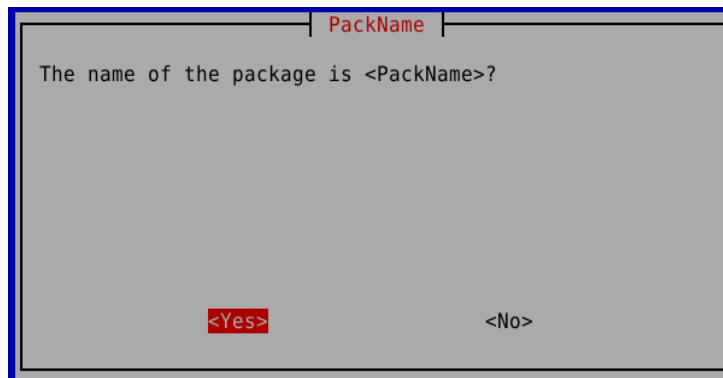 PackName
The name of the package is <PackName>?
<Yes> <No>